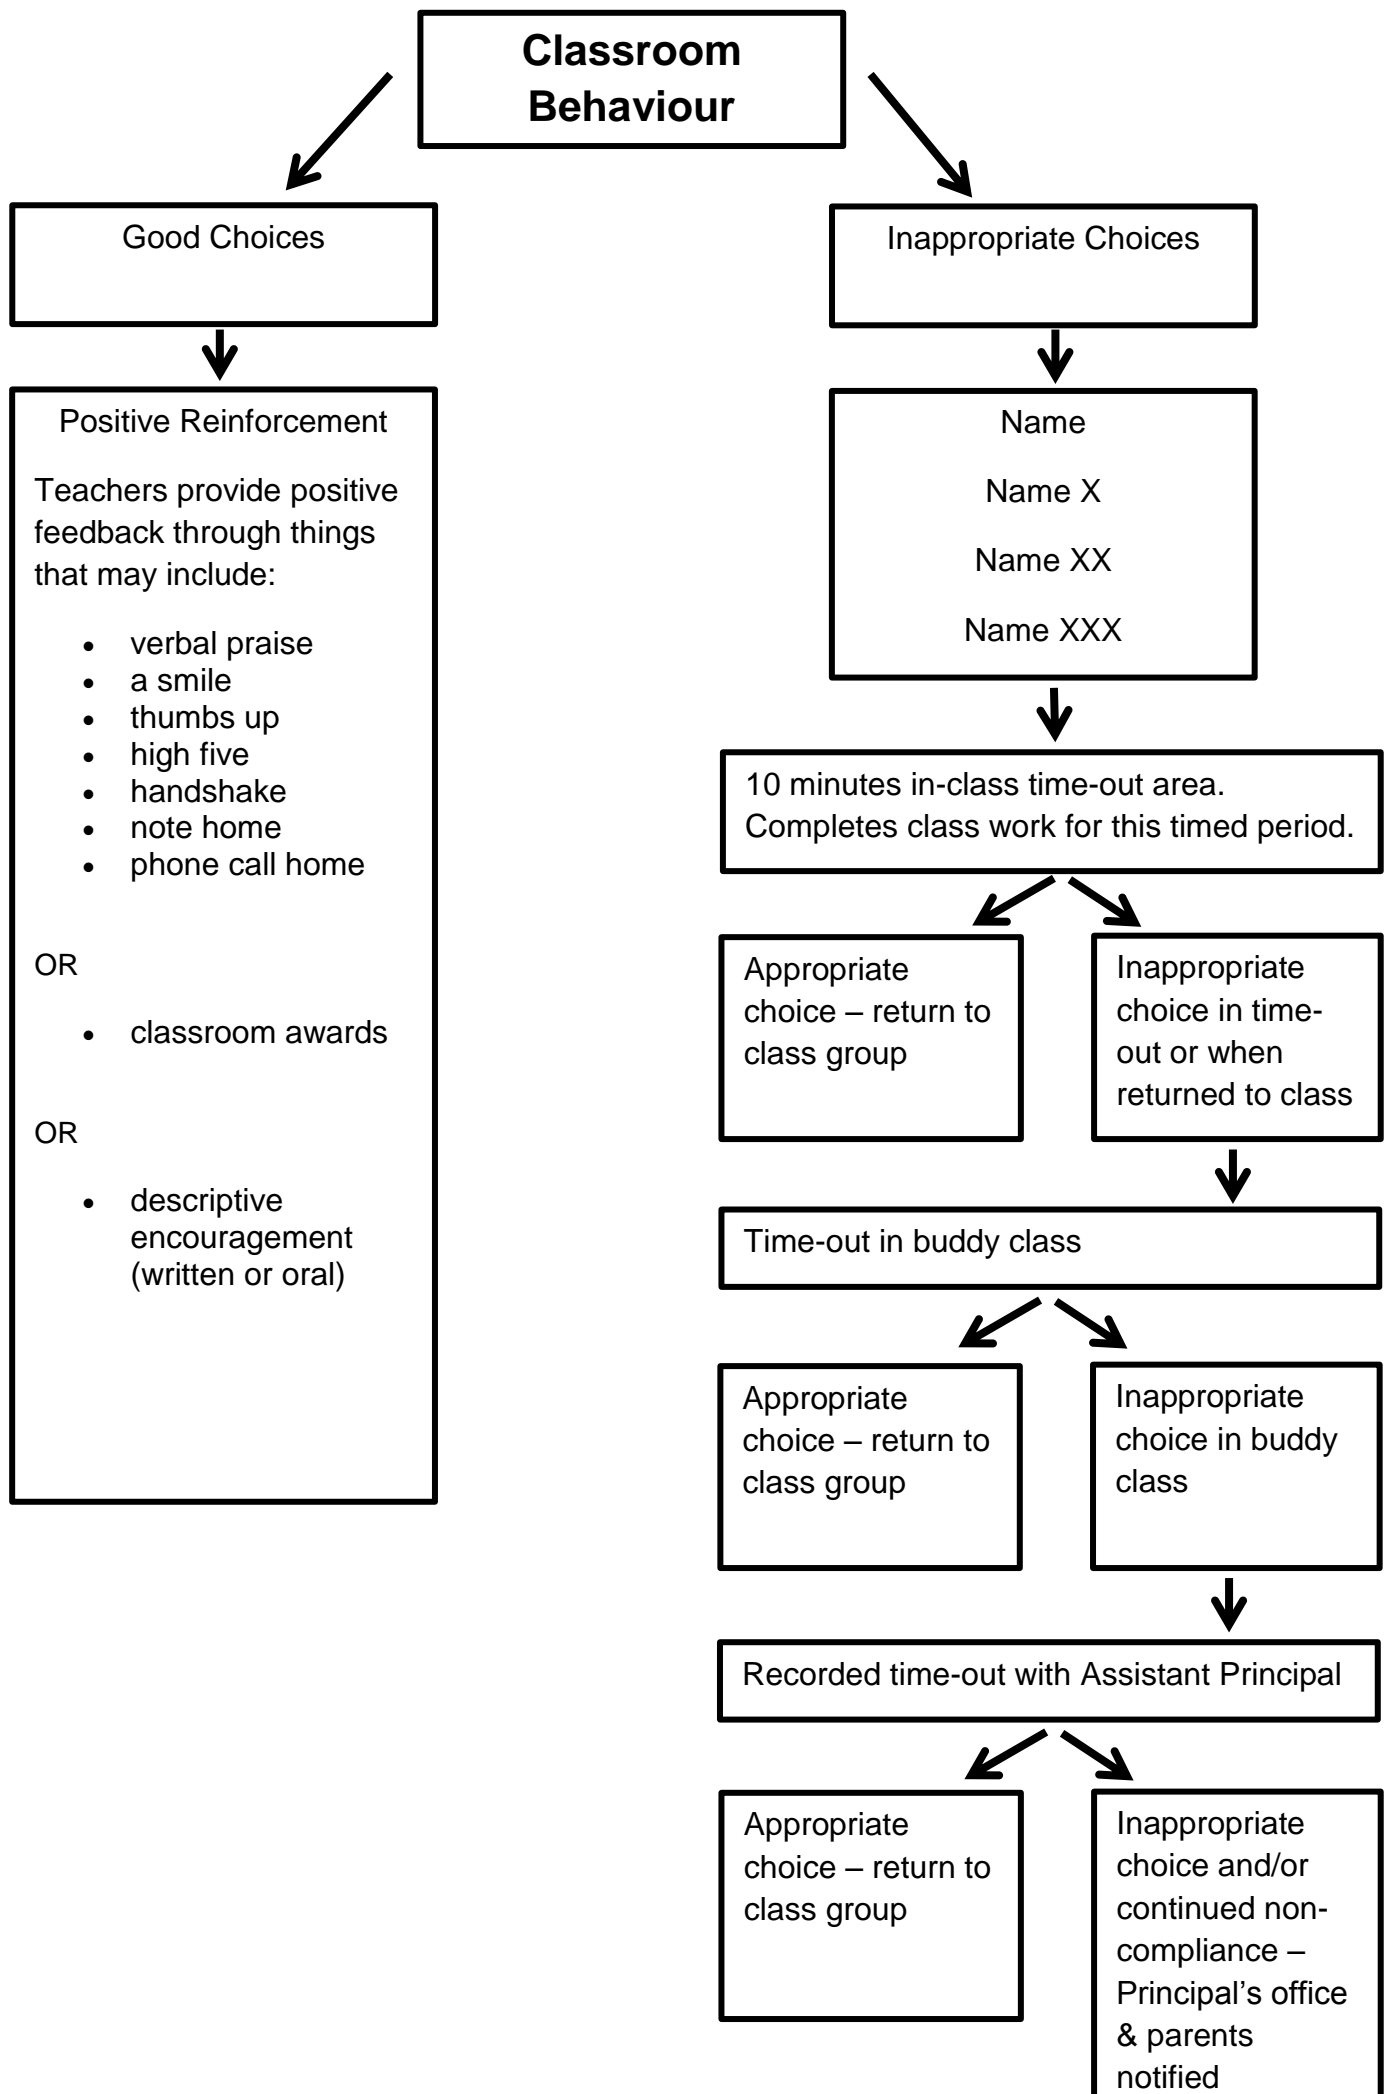 Classroom
Behaviour
Good Choices
Positive Reinforcement
Teachers provide positive
feedback through things
that may include:
• verbal praise
• a smile
• thumbs up
• high five
• handshake
• note home
• phone call home
OR
• classroom awards
OR
• descriptive
encouragement
(written or oral)
Inappropriate Choices
Name
Name X
Name XX
Name XXX
10 minutes in-class time-out area.
Completes class work for this timed period.
Appropriate
choice – return to
class group
Inappropriate
choice in time-
out or when
returned to class
Time-out in buddy class
Appropriate
choice – return to
class group
Inappropriate
choice in buddy
class
Recorded time-out with Assistant Principal
Appropriate
choice – return to
class group
Inappropriate
choice and/or
continued non-
compliance –
Principal’s office
& parents
notified